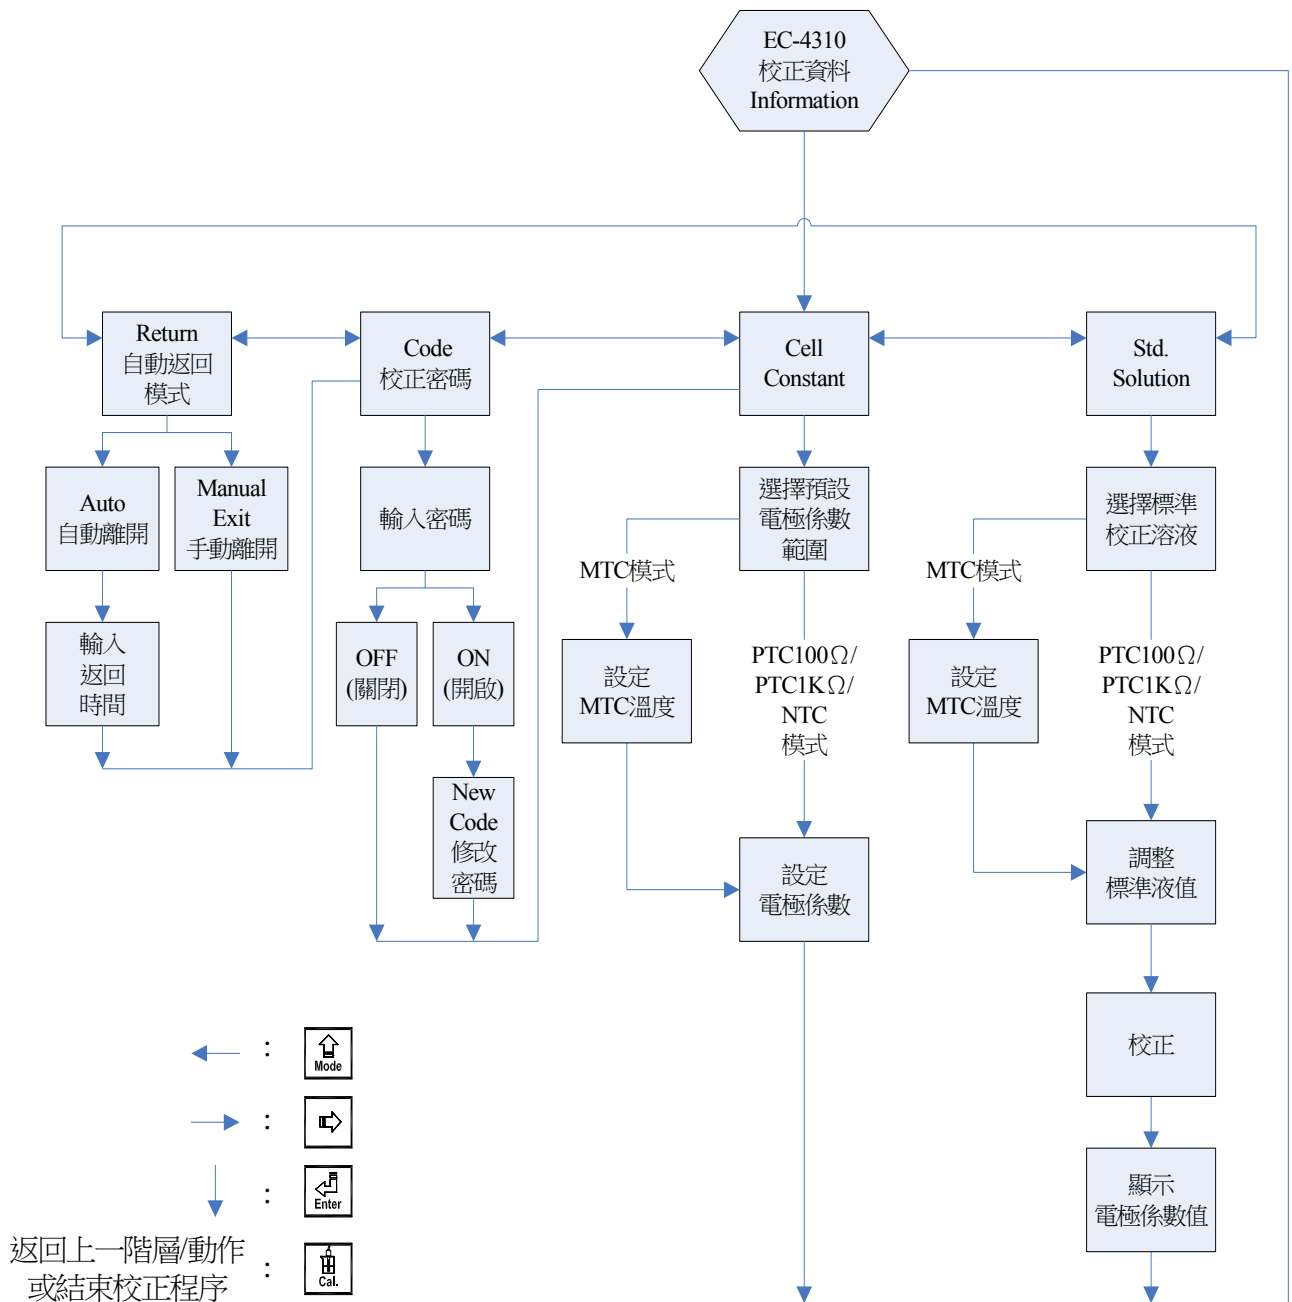 EC-4310
校正資料
Information
Return
自動返回
模式
Code
校正密碼
Cell
Constant
Std.
Solution
Auto
自動離開
Manual
Exit
手動離開
輸入密碼
選擇預設
電極係數
範圍
選擇標準
校正溶液
MTC模式
MTC模式
輸入
返回
時間
OFF
(關閉)
ON
(開啟)
設定
MTC溫度
PTC100Ω/
PTC1KΩ/
NTC
模式
設定
MTC溫度
PTC100Ω/
PTC1KΩ/
NTC
模式
New
Code
修改
密碼
設定
電極係數
調整
標準液值
校正
顯示
電極係數值
:
Mode
:
:
Enter
返回上一階層/動作
或結束校正程序
:
Cal.